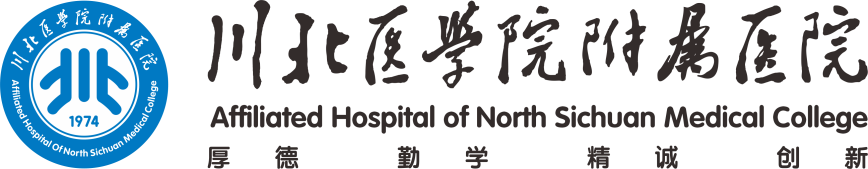 川北医学院附属医院
1974
Affiliated Hospital Of North Sichuan Medical College
川北医學院附属医院
Affiliated Hospital of North Sichuan Medical College
厚德 勤学 精诚 创新